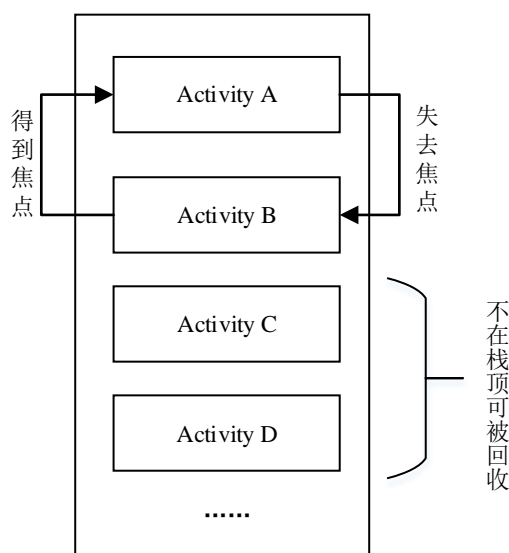 Activity A
得到焦点
失去焦点
Activity B
Activity C
不在栈顶可被回收
Activity D
......